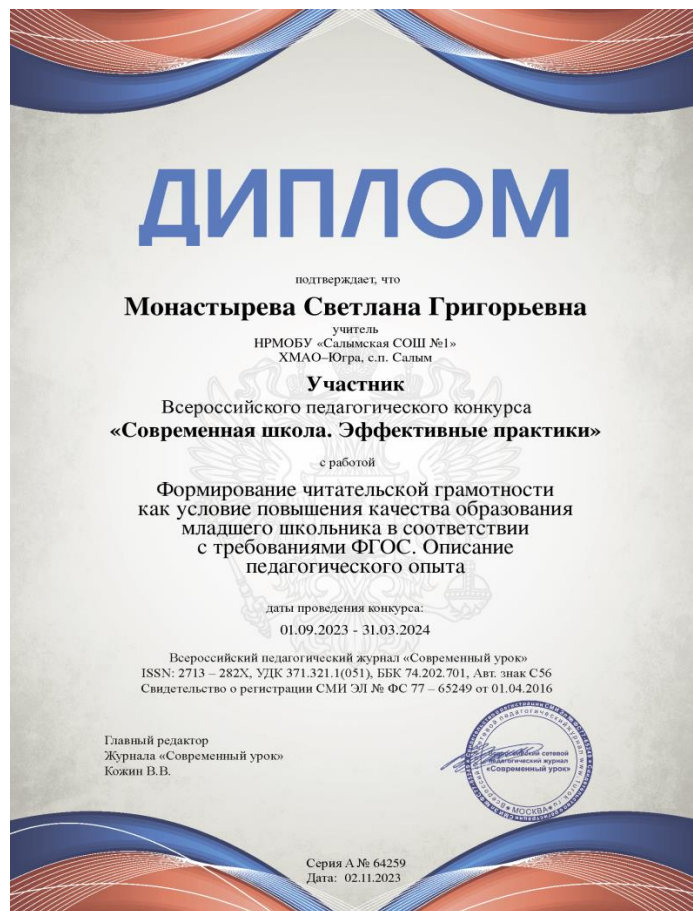 ДИПЛОМ
подтверждает, что
Монастырева Светлана Григорьевна
учитель
НРМОБУ «Салымская СОШ №1»
ХМАО–Югра, с.п. Салым
Участник
Всероссийского педагогического конкурса
«Современная школа. Эффективные практики»
с работой
Формирование читательской грамотности
как условие повышения качества образования
младшего школьника в соответствии
с требованиями ФГОС. Описание
педагогического опыта
даты проведения конкурса:
01.09.2023 - 31.03.2024
Всероссийский педагогический журнал «Современный урок»
ISSN: 2713 – 282X, УДК 371.321.1(051), ББК 74.202.701, Авт. знак С56
Свидетельство о регистрации СМИ ЭЛ № ФС 77 – 65249 от 01.04.2016
Главный редактор
Журнала «Современный урок»
Кожин В.В.
Всероссийский сетевой
педагогический журнал
«Современный урок»
МОСКВА
Серия А № 64259
Дата: 02.11.2023